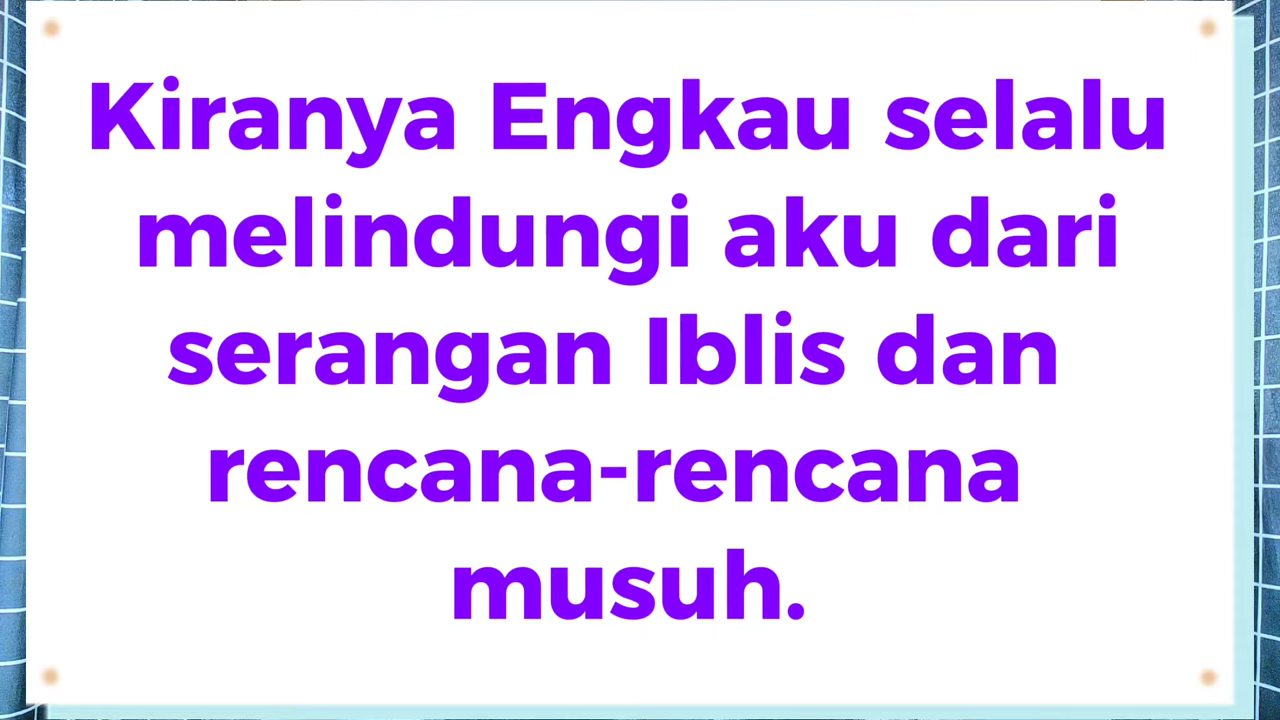 Kiranya Engkau selalu
melindungi aku dari
serangan Iblis dan
rencana-rencana
musuh.